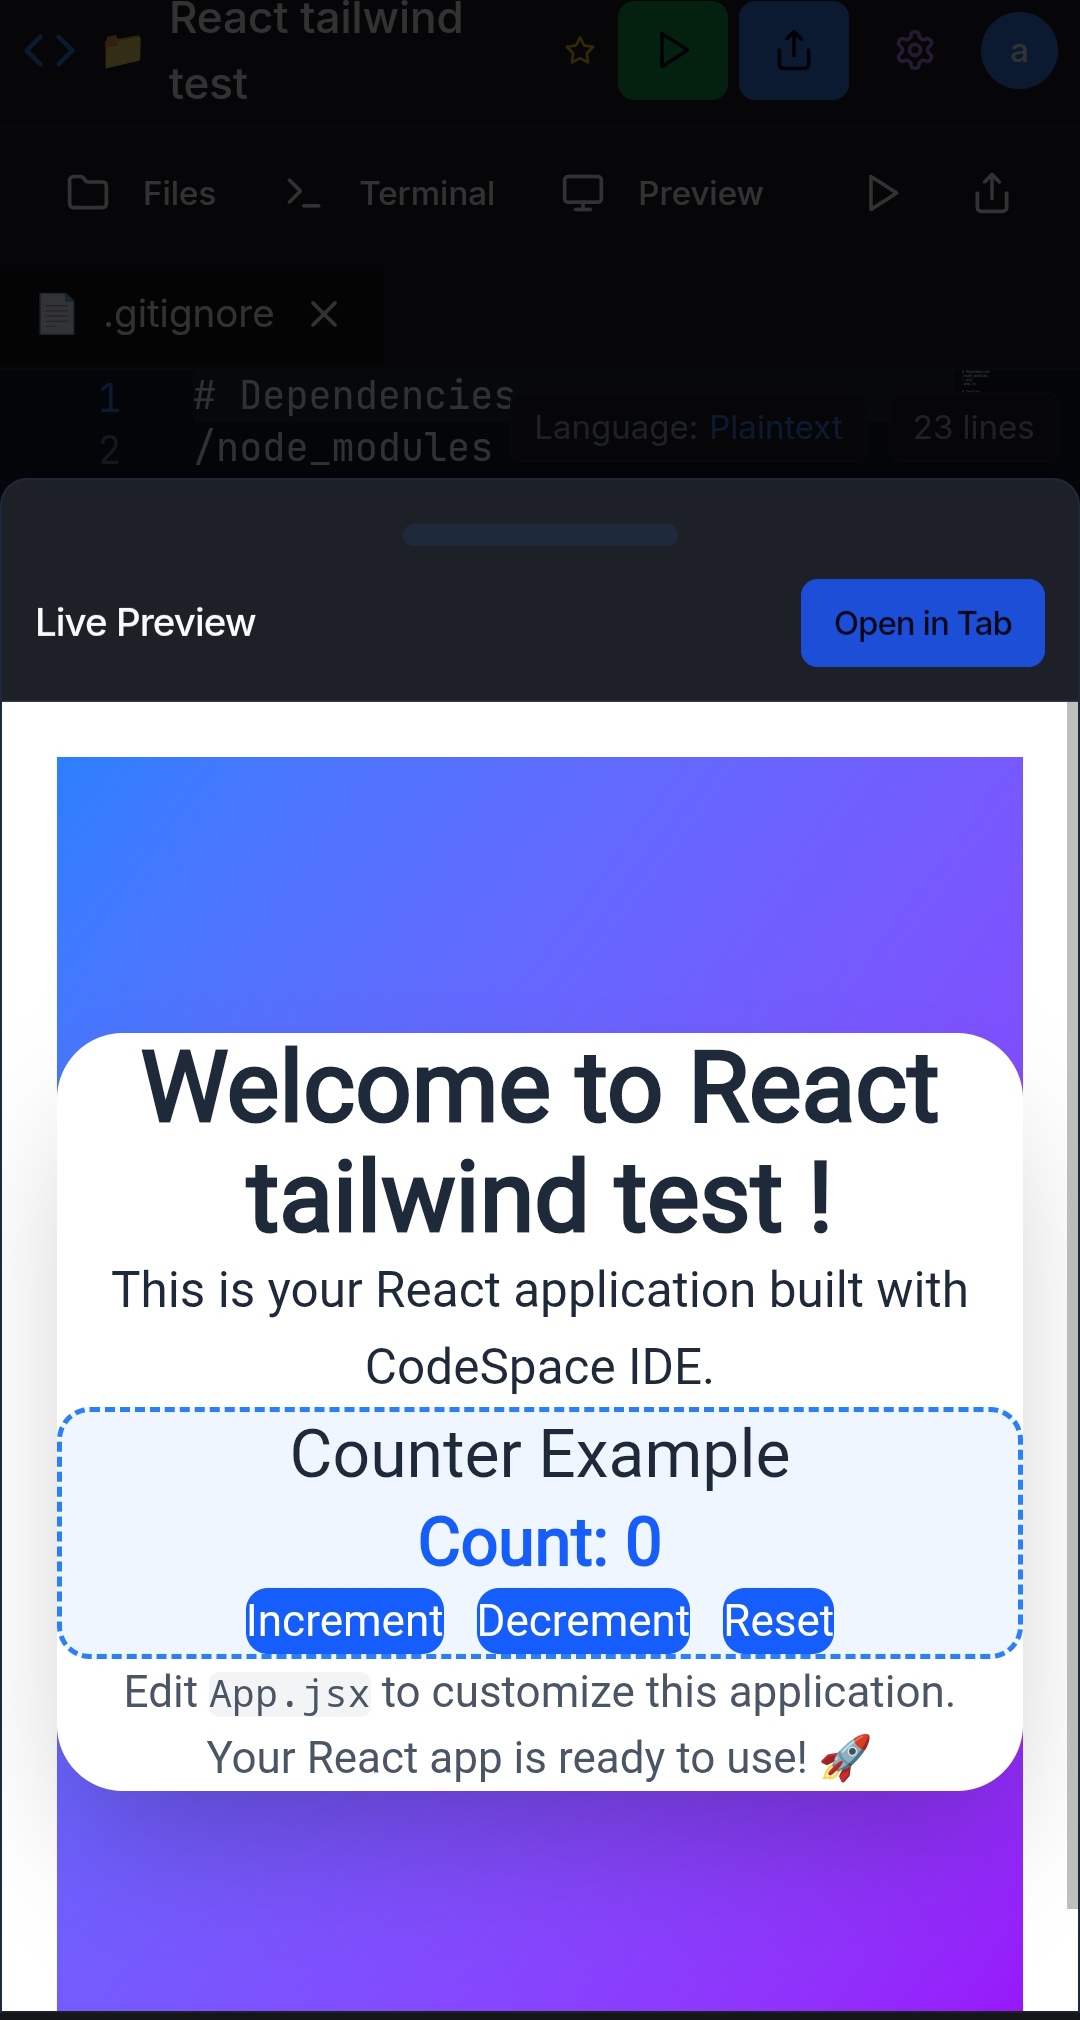 React tailwind
test
a
Files
Terminal
Preview
.gitignore
1 # Dependencies
2 /node_modules
Language: Plaintext
23 lines
Live Preview
Open in Tab
Welcome to React
tailwind test !
This is your React application built with
CodeSpace IDE.
Counter Example
Count: 0
Increment Decrement Reset
Edit App.jsx to customize this application.
Your React app is ready to use! 🚀